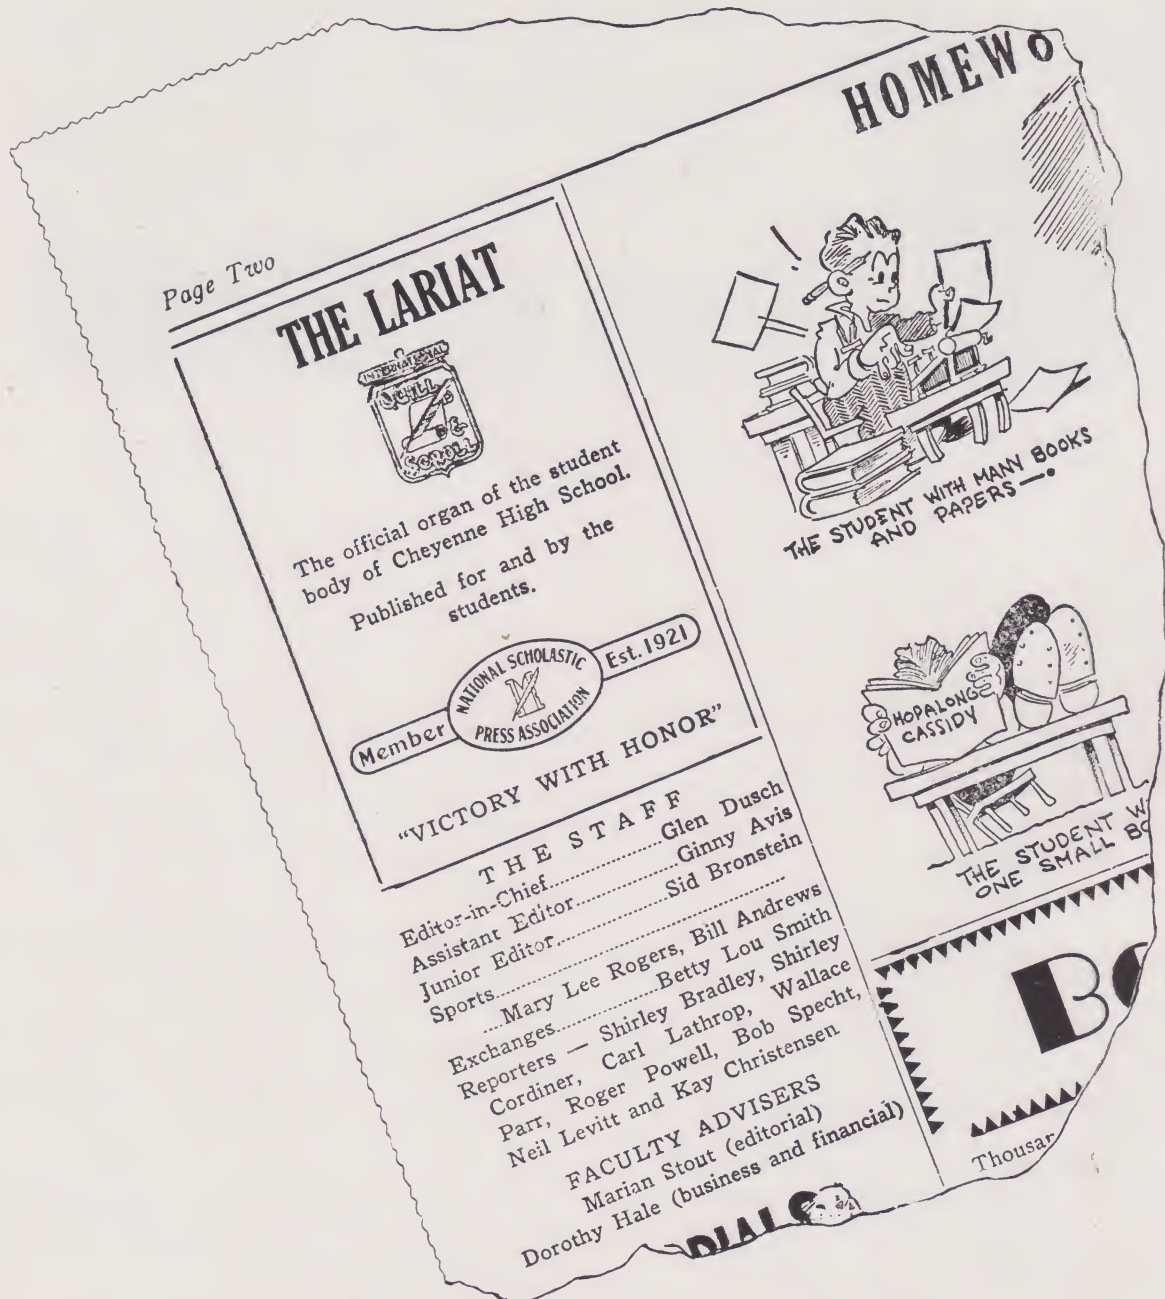 Page Two
THE LARIAT
INTERNATIONAL
QUILL
&
SCROLL
The official organ of the student
body of Cheyenne High School.
Published for and by the
students.
Member
NATIONAL SCHOLASTIC
PRESS ASSOCIATION
Est. 1921
"VICTORY WITH HONOR"
THE STAFF
Editor-in-Chief....................Glen Dusch
Assistant Editor....................Ginny Avis
Junior Editor....................Sid Bronstein
Sports............................................
....Mary Lee Rogers, Bill Andrews
Exchanges....................Betty Lou Smith
Reporters — Shirley Bradley, Shirley
Cordiner, Carl Lathrop, Wallace
Parr, Roger Powell, Bob Specht,
Neil Levitt and Kay Christensen
FACULTY ADVISERS
Marian Stout (editorial)
Dorothy Hale (business and financial)
DIALS
HOMEWO
THE STUDENT WITH MANY BOOKS
AND PAPERS—.
HOPALONG
CASSIDY
THE STUDENT W
ONE SMALL BO
BO
Thousan